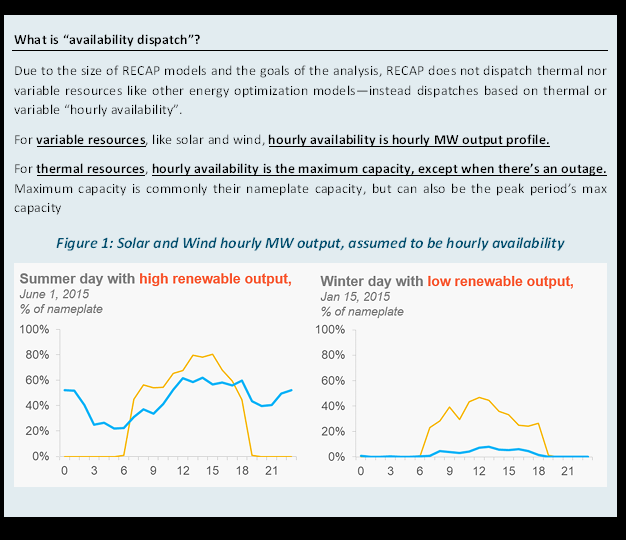 What is “availability dispatch”?
Due to the size of RECAP models and the goals of the analysis, RECAP does not dispatch thermal nor
variable resources like other energy optimization models—instead dispatches based on thermal or
variable “hourly availability”.
For variable resources, like solar and wind, hourly availability is hourly MW output profile.
For thermal resources, hourly availability is the maximum capacity, except when there’s an outage.
Maximum capacity is commonly their nameplate capacity, but can also be the peak period’s max
capacity
Figure 1: Solar and Wind hourly MW output, assumed to be hourly availability
Summer day with high renewable output,
June 1, 2015
% of nameplate
100%
80%
60%
40%
20%
0%
0 3 6 9 12 15 18 21
Winter day with low renewable output,
Jan 15, 2015
% of nameplate
100%
80%
60%
40%
20%
0%
0 3 6 9 12 15 18 21